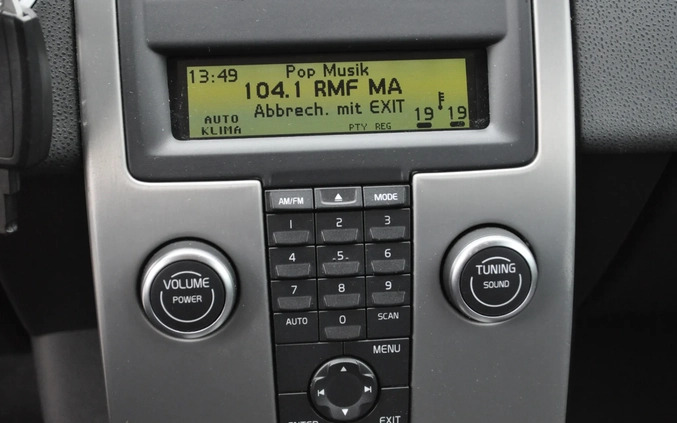 13:49 Pop Musik
104.1 RMF MA
Abbrech. mit EXIT
AUTO KLIMA
PTY REG
19 19
AM/FM MODE
1 2 3
4 -5- 6
7 8 9
AUTO 0 SCAN
MENU
ENTER EXIT
VOLUME
POWER
TUNING
SOUND